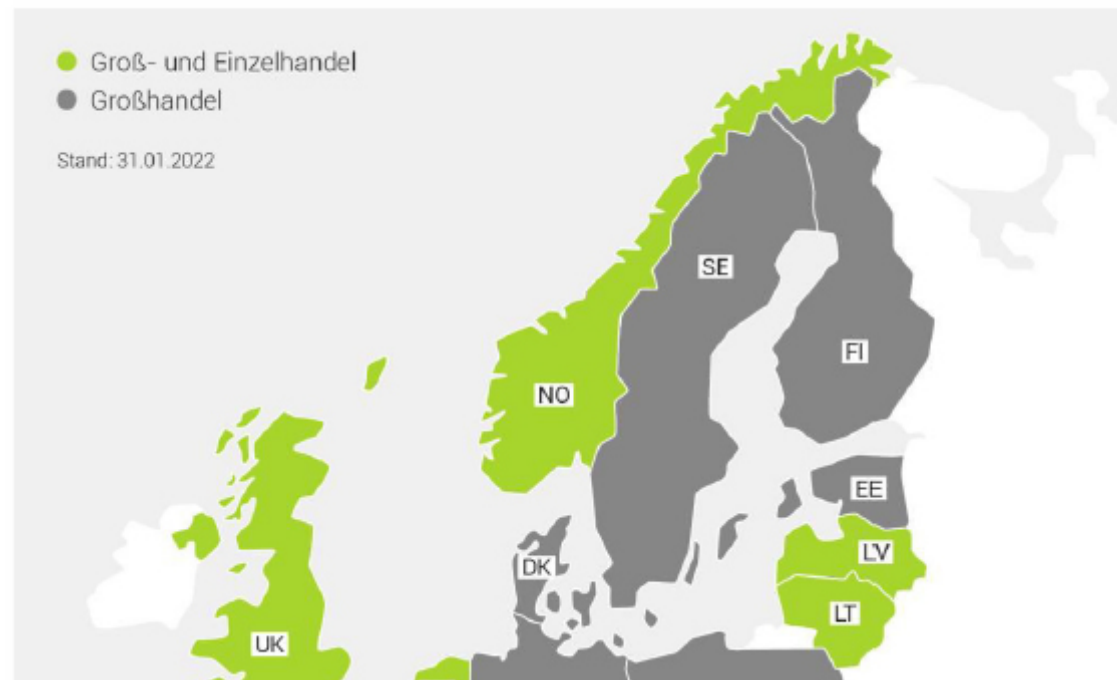 Groß- und Einzelhandel
Großhandel
Stand: 31.01.2022
SE
FI
NO
EE
LV
DK
LT
UK